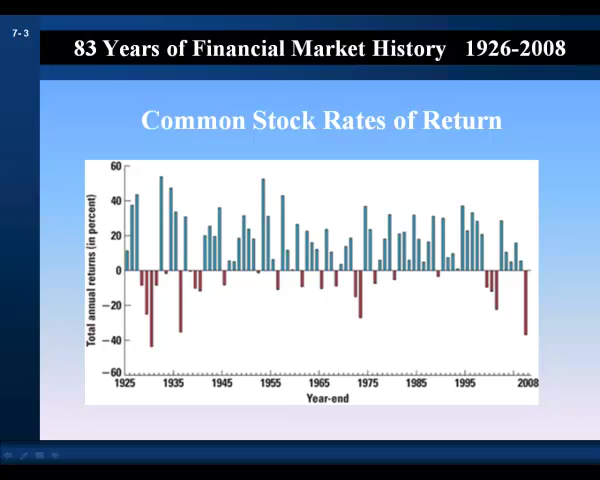 7- 3
83 Years of Financial Market History 1926-2008
Common Stock Rates of Return
Total annual returns (in percent)
60
40
20
0
−20
−40
−60
1925 1935 1945 1955 1965 1975 1985 1995 2008
Year-end